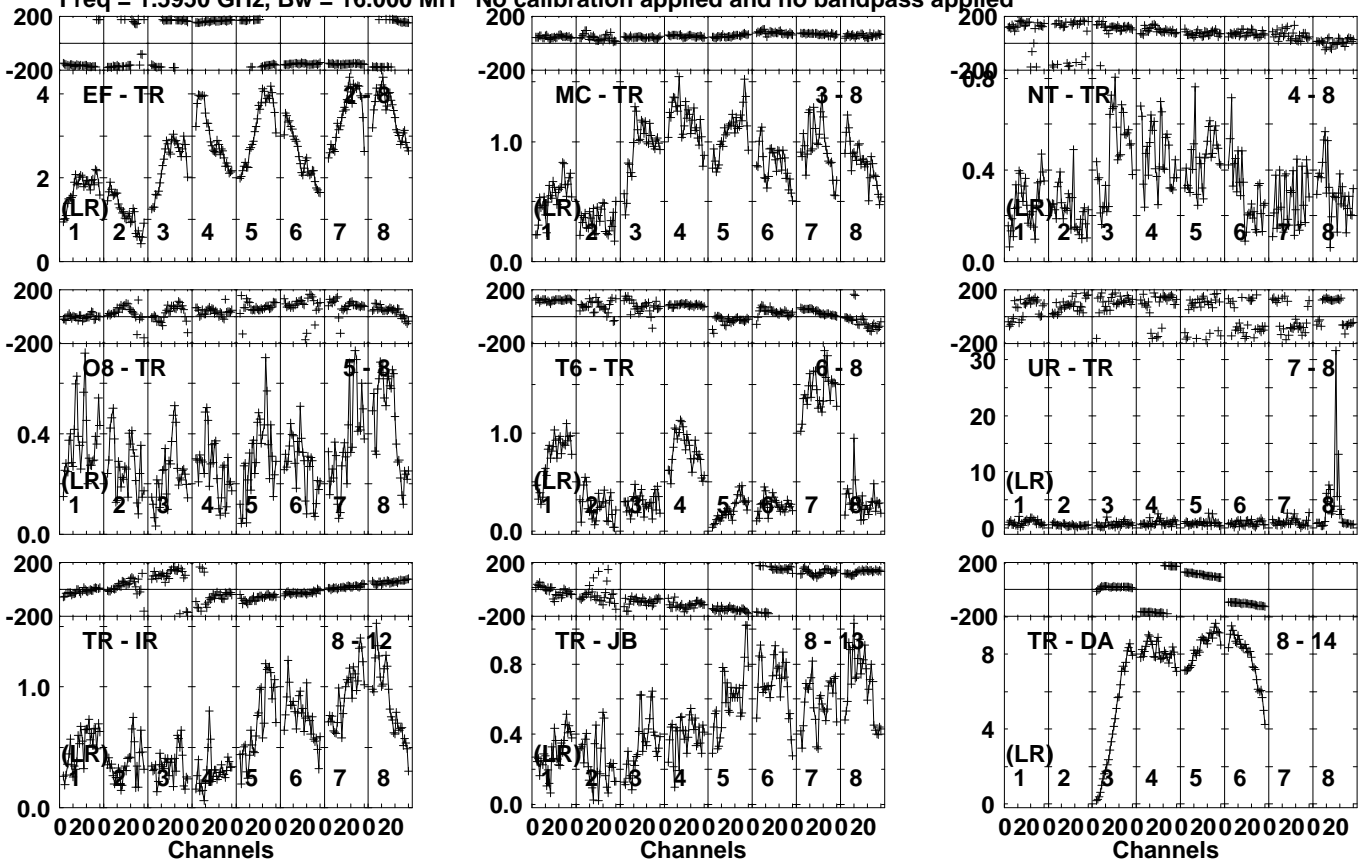 Freq = 1.5950 GHz, Bw = 16.000 MH No calibration applied and no bandpass applied
200 200 200
-200 -200 -200
EF - TR 2 - 8 MC - TR 3 - 8 NT - TR 4 - 8
4 1.0 0.8
2 0.4
(LR) (LR) (LR)
1 2 3 4 5 6 7 8 1 2 3 4 5 6 7 8 1 2 3 4 5 6 7 8
0 0.0 0.0
200 200 200
-200 -200 -200
O8 - TR 5 - 8 T6 - TR 6 - 8 UR - TR 7 - 8
30
20
0.4 1.0
10
(LR) (LR) (LR)
1 2 3 4 5 6 7 8 1 2 3 4 5 6 7 8 1 2 3 4 5 6 7 8
0.0 0.0 0
200 200 200
-200 -200 -200
TR - IR 8 - 12 TR - JB 8 - 13 TR - DA 8 - 14
1.0 0.8 8
0.4 4
(LR) (LR) (LR)
1 2 3 4 5 6 7 8 1 2 3 4 5 6 7 8 1 2 3 4 5 6 7 8
0.0 0.0 0
0 20 0 20 0 20 0 20 0 20 0 20 0 20 0 20 0 20 0 20 0 20 0 20 0 20 0 20 0 20 0 20 0 20 0 20 0 20 0 20 0 20 0 20 0 20 0 20
Channels Channels Channels